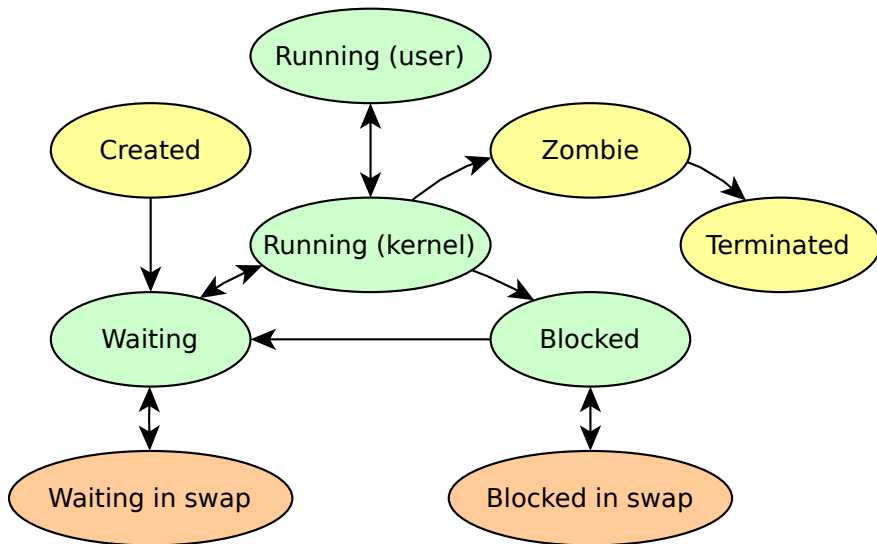 Running (user)
Created
Zombie
Running (kernel)
Terminated
Waiting
Blocked
Waiting in swap
Blocked in swap